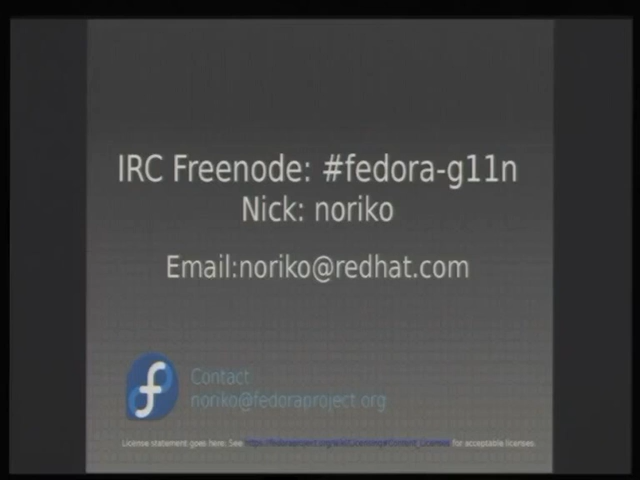 IRC Freenode: #fedora-g11n
Nick: noriko
Email:noriko@redhat.com
Contact
noriko@fedoraproject.org
License statement goes here. See for acceptable licenses.